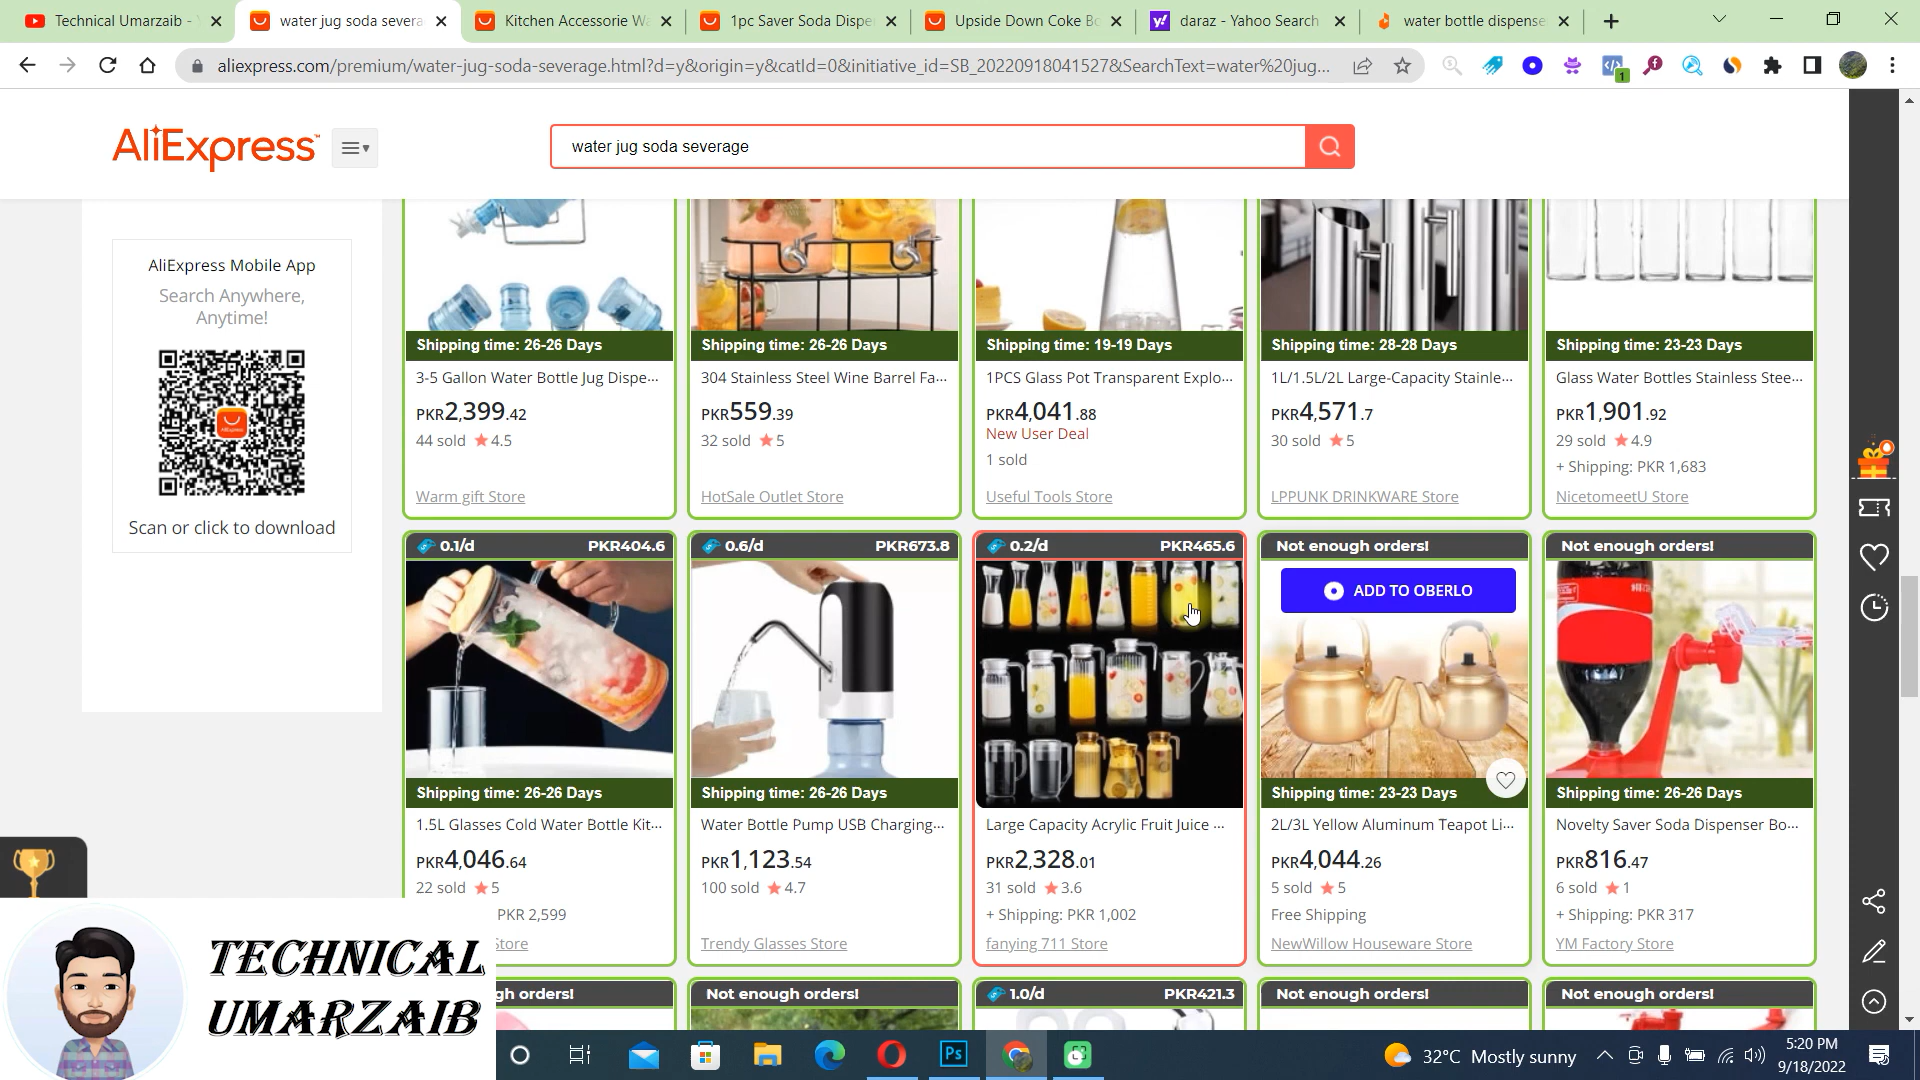 Technical Umarzaib -
water jug soda severa
Kitchen Accessorie Wa
1pc Saver Soda Dispe
Upside Down Coke Bo
daraz - Yahoo Search
water bottle dispense
aliexpress.com/premium/water-jug-soda-severage.html?d=y&origin=y&catId=0&initiative_id=SB_20220918041527&SearchText=water%20jug...
1
AliExpress
water jug soda severage
AliExpress Mobile App
Search Anywhere,
Anytime!
Scan or click to download
Shipping time: 26-26 Days
3-5 Gallon Water Bottle Jug Dispe...
PKR2,399.42
44 sold 4.5
Warm gift Store
Shipping time: 26-26 Days
304 Stainless Steel Wine Barrel Fa...
PKR559.39
32 sold 5
HotSale Outlet Store
Shipping time: 19-19 Days
1PCS Glass Pot Transparent Explo...
PKR4,041.88
New User Deal
1 sold
Useful Tools Store
Shipping time: 28-28 Days
1L/1.5L/2L Large-Capacity Stainle...
PKR4,571.7
30 sold 5
LPPUNK DRINKWARE Store
Shipping time: 23-23 Days
Glass Water Bottles Stainless Stee...
PKR1,901.92
29 sold 4.9
+ Shipping: PKR 1,683
NicetomeetU Store
0.1/d PKR404.6
Shipping time: 26-26 Days
1.5L Glasses Cold Water Bottle Kit...
PKR4,046.64
22 sold 5
PKR 2,599
Store
0.6/d PKR673.8
Shipping time: 26-26 Days
Water Bottle Pump USB Charging...
PKR1,123.54
100 sold 4.7
Trendy Glasses Store
0.2/d PKR465.6
Large Capacity Acrylic Fruit Juice ...
PKR2,328.01
31 sold 3.6
+ Shipping: PKR 1,002
fanying 711 Store
Not enough orders!
ADD TO OBERLO
Shipping time: 23-23 Days
2L/3L Yellow Aluminum Teapot Li...
PKR4,044.26
5 sold 5
Free Shipping
NewWillow Houseware Store
Not enough orders!
Shipping time: 26-26 Days
Novelty Saver Soda Dispenser Bo...
PKR816.47
6 sold 1
+ Shipping: PKR 317
YM Factory Store
gh orders!
Not enough orders!
1.0/d PKR421.3
Not enough orders!
Not enough orders!
TECHNICAL
UMARZAIB
Ps
32°C Mostly sunny
5:20 PM
9/18/2022